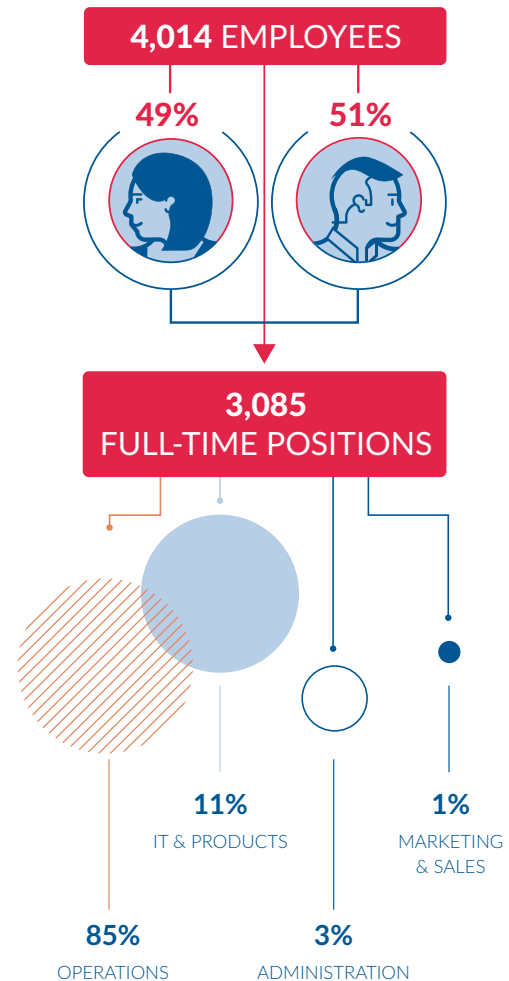 4,014 EMPLOYEES
49%
51%
3,085
FULL-TIME POSITIONS
11%
IT & PRODUCTS
1%
MARKETING
& SALES
85%
OPERATIONS
3%
ADMINISTRATION